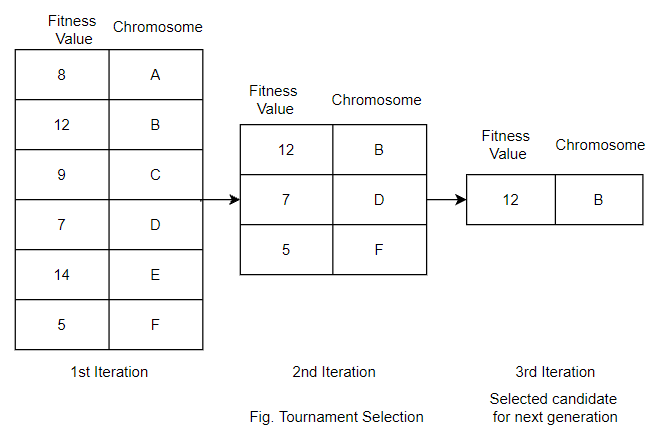 Fitness
Value
Chromosome
8 A
12 B
9 C
7 D
14 E
5 F
1st Iteration
Fitness
Value
Chromosome
12 B
7 D
5 F
2nd Iteration
Fitness
Value
Chromosome
12 B
3rd Iteration
Selected candidate
for next generation
Fig. Tournament Selection